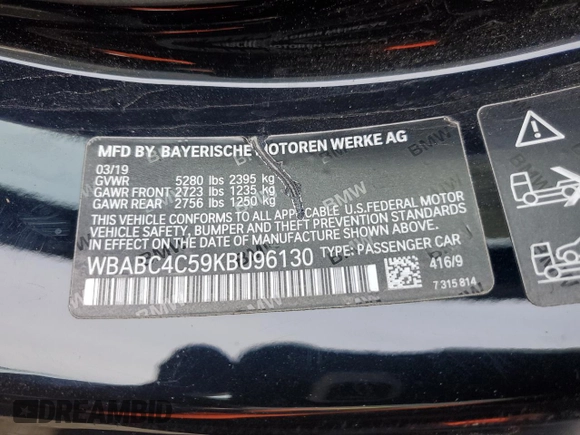 MFD BY BAYERISCHE MOTOREN WERKE AG
03/19
GVWR 5280 lbs 2395 kg
GAWR FRONT 2723 lbs 1235 kg
GAWR REAR 2756 lbs 1250 kg
THIS VEHICLE CONFORMS TO ALL APPLICABLE U.S.FEDERAL MOTOR
VEHICLE SAFETY, BUMPER AND THEFT PREVENTION STANDARDS
IN EFFECT ON THE DATE OF MANUFACTURE SHOWN ABOVE.
WBABC4C59KBU96130 TYPE: PASSENGER CAR
416/9
7 315 814
DREAMBID